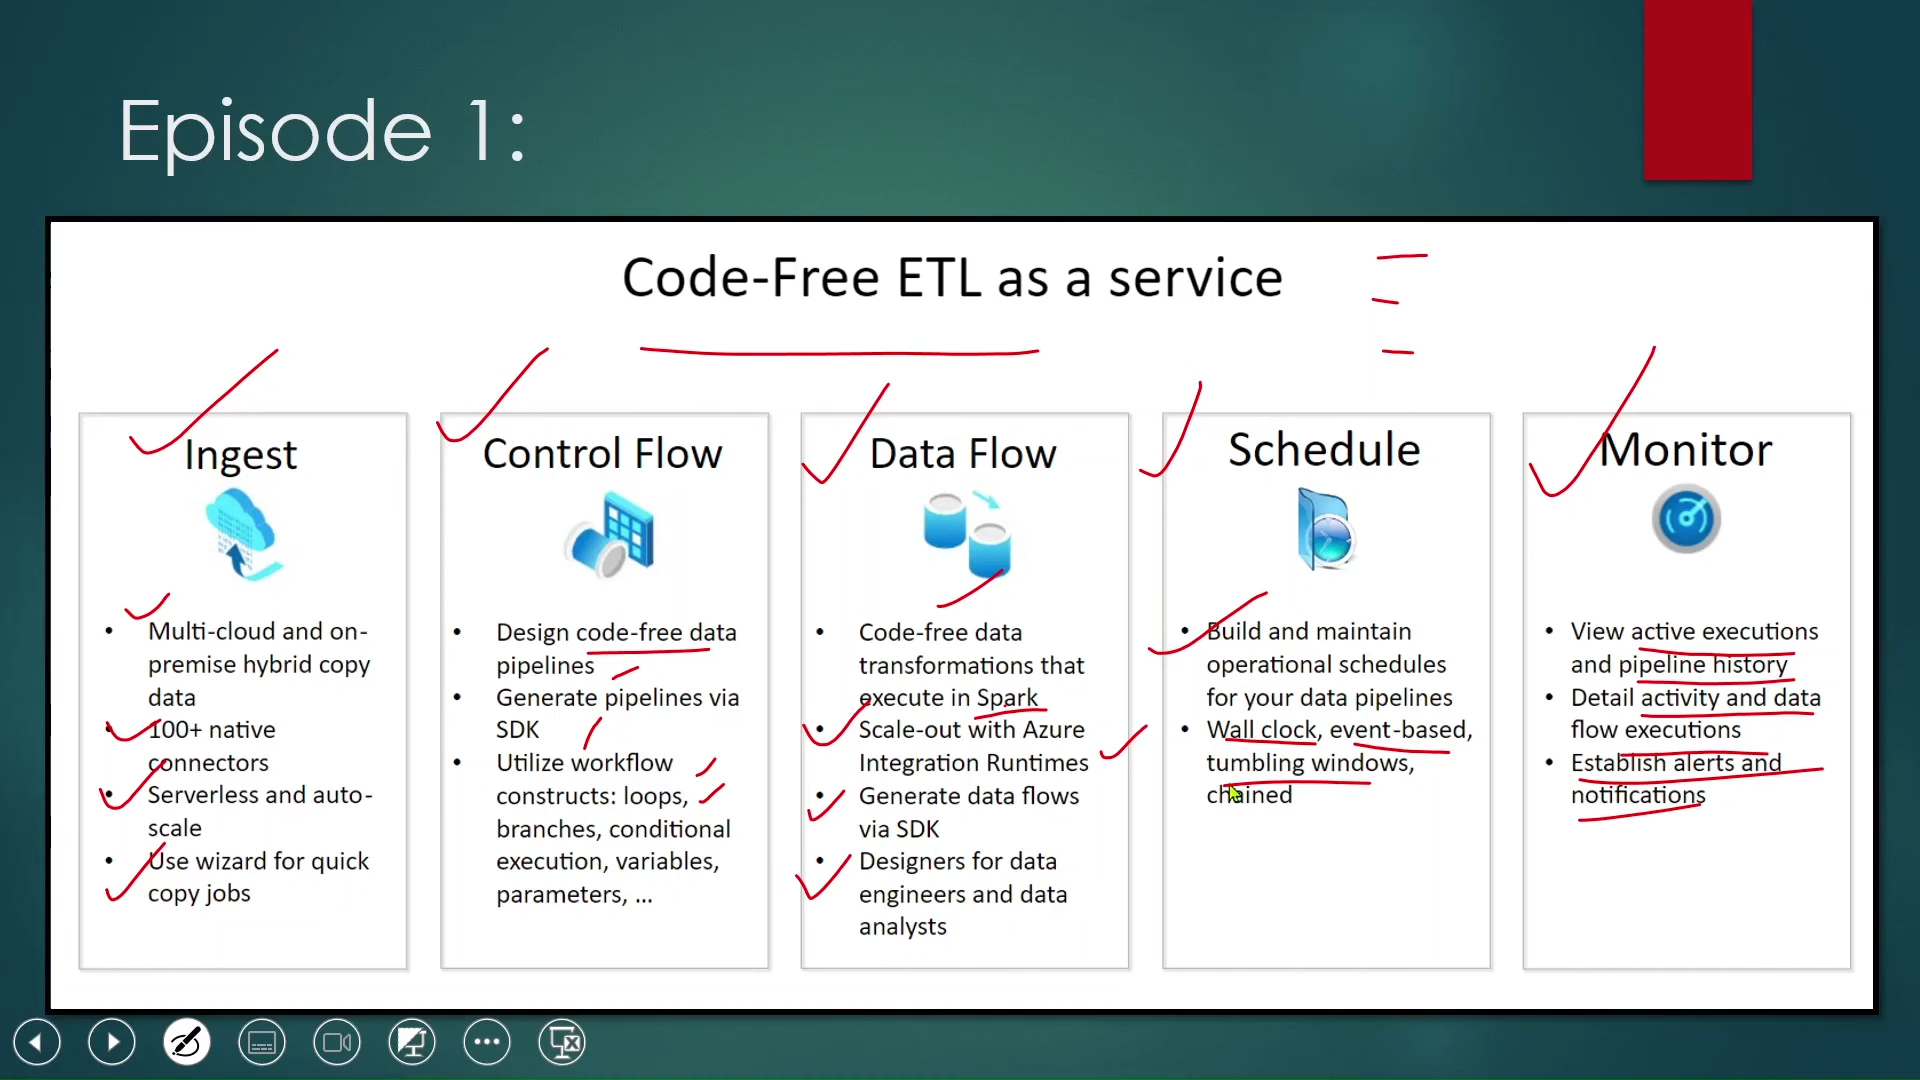 Episode 1:
Code-Free ETL as a service
Ingest
• Multi-cloud and on-
premise hybrid copy
data
• 100+ native
connectors
• Serverless and auto-
scale
• Use wizard for quick
copy jobs
Control Flow
• Design code-free data
pipelines
• Generate pipelines via
SDK
• Utilize workflow
constructs: loops,
branches, conditional
execution, variables,
parameters, ...
Data Flow
• Code-free data
transformations that
execute in Spark
• Scale-out with Azure
Integration Runtimes
• Generate data flows
via SDK
• Designers for data
engineers and data
analysts
Schedule
• Build and maintain
operational schedules
for your data pipelines
• Wall clock, event-based,
tumbling windows,
chained
Monitor
• View active executions
and pipeline history
• Detail activity and data
flow executions
• Establish alerts and
notifications